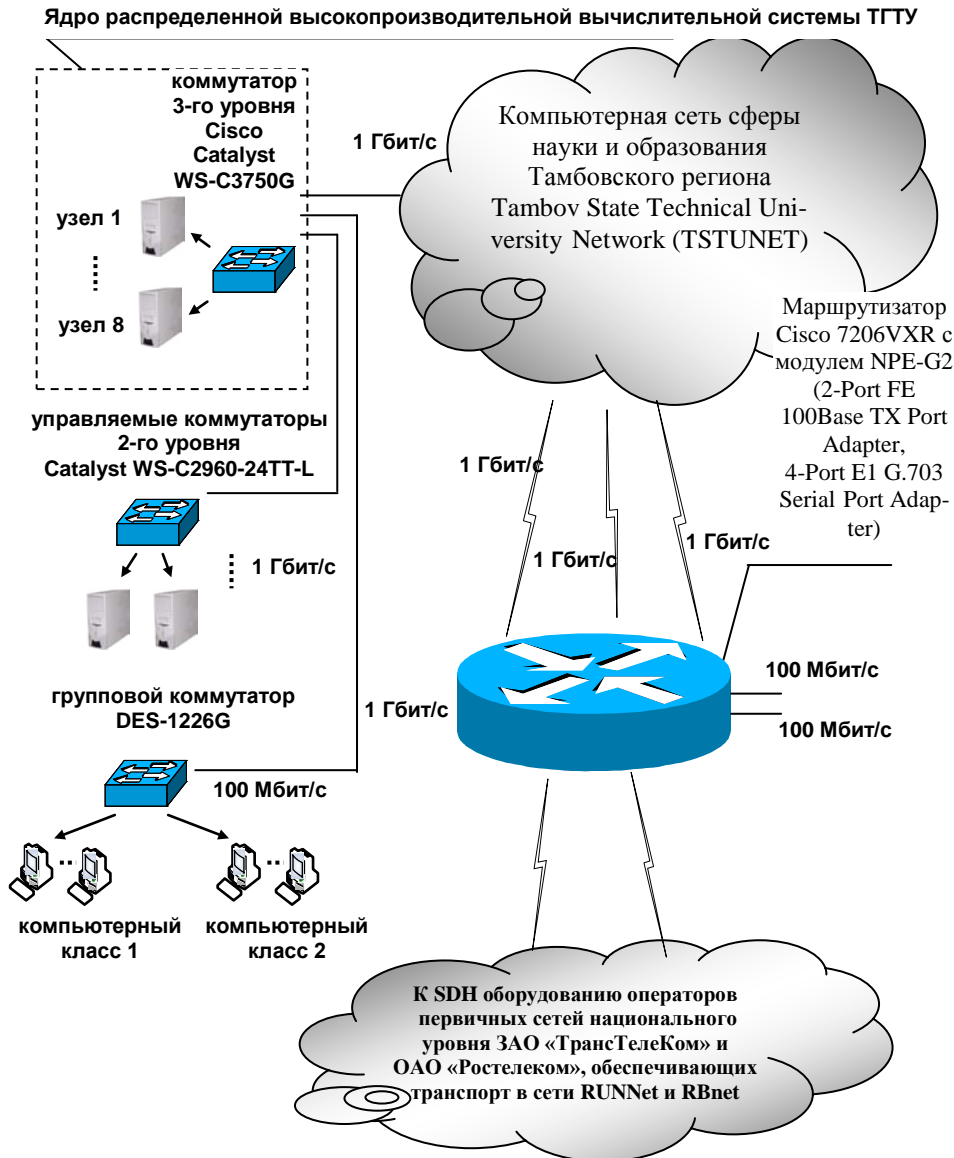 Ядро распределенной высокопроизводительной вычислительной системы ТГТУ
коммутатор
3-го уровня
Cisco
Catalyst
WS-C3750G
1 Гбит/с
узел 1
узел 8
Компьютерная сеть сферы
науки и образования
Тамбовского региона
Tambov State Technical Uni-
versity Network (TSTUNET)
Маршрутизатор
Cisco 7206VXR с
модулем NPE-G2
(2-Port FE
100Base TX Port
Adapter,
4-Port E1 G.703
Serial Port Adap-
ter)
управляемые коммутаторы
2-го уровня
Catalyst WS-C2960-24TT-L
1 Гбит/с
1 Гбит/с
1 Гбит/с
1 Гбит/с
групповой коммутатор
DES-1226G
1 Гбит/с
100 Мбит/с
100 Мбит/с
100 Мбит/с
компьютерный
класс 1
компьютерный
класс 2
К SDH оборудованию операторов
первичных сетей национального
уровня ЗАО «ТрансТелеКом» и
ОАО «Ростелеком», обеспечивающих
транспорт в сети RUNNet и RBnet